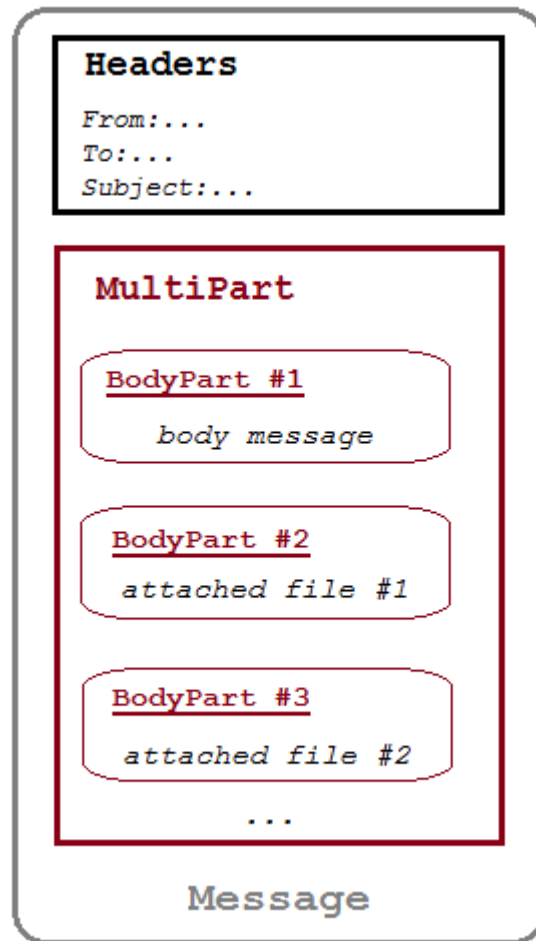 Headers
From:...
To:...
Subject:...
MultiPart
BodyPart #1
body message
BodyPart #2
attached file #1
BodyPart #3
attached file #2
...
Message